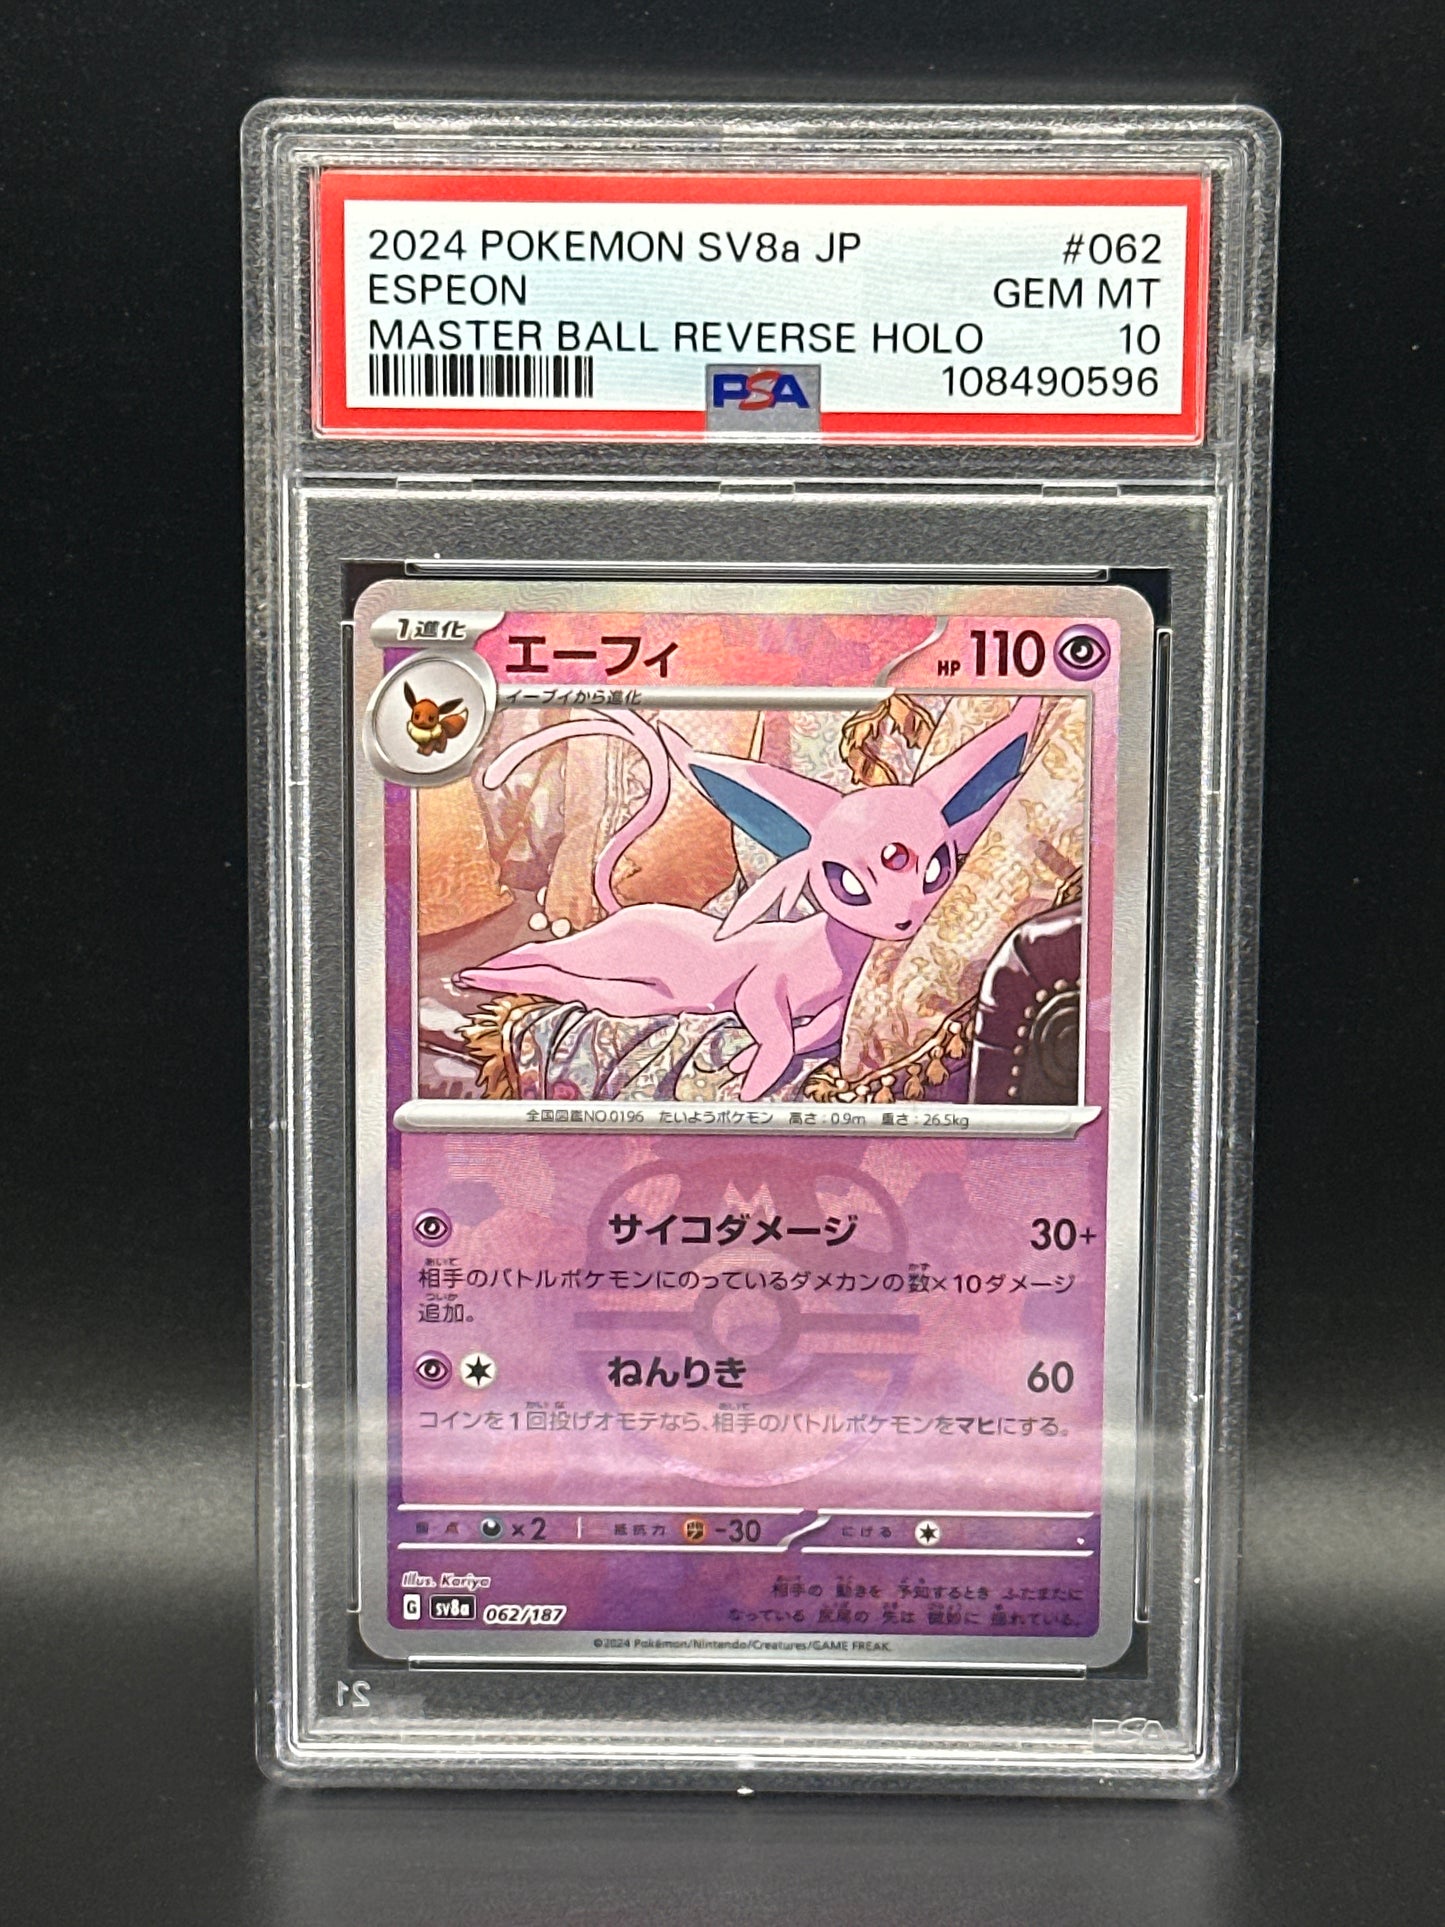 2024 POKEMON SV8a JP #062
ESPEON GEM MT
MASTER BALL REVERSE HOLO 10
108490596
PSA
1進化
エーフィ
HP 110
イーブイから進化
全国図鑑NO.0196 たいようポケモン 高さ:0.9m 重さ:26.5kg
サイコダメージ 30+
相手のバトルポケモンにのっているダメカンの数×10ダメージ
追加。
ねんりき 60
コインを1回投げオモテなら、相手のバトルポケモンをマヒにする。
弱点 ×2 抵抗力 -30 にげる
Illus. Kariya
相手の 動きを 予知するとき ふたまたに
G sv8a 062/187
なっている 尻尾の 先は 微妙に 揺れている。
©2024 Pokémon/Nintendo/Creatures/GAME FREAK.
21
PSA